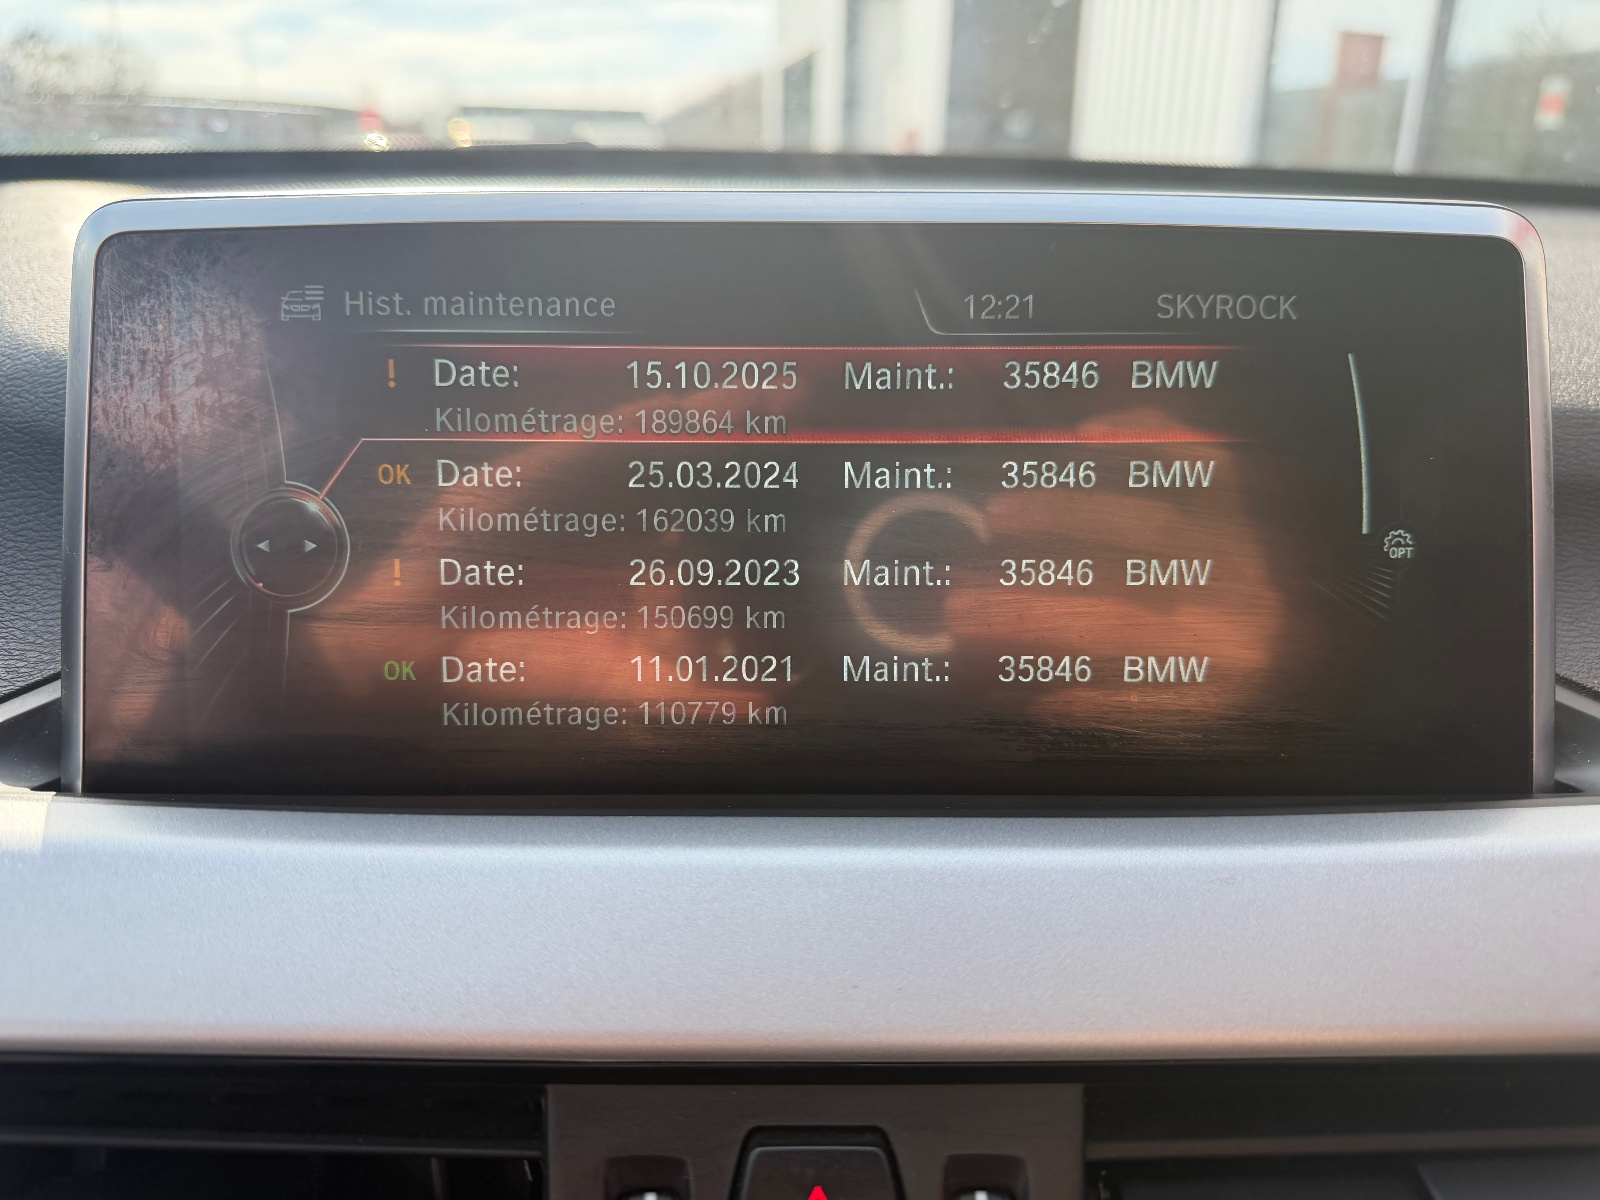 Hist. maintenance 12:21 SKYROCK
! Date: 15.10.2025 Maint.: 35846 BMW
Kilométrage: 189864 km
OK Date: 25.03.2024 Maint.: 35846 BMW
Kilométrage: 162039 km
OPT
! Date: 26.09.2023 Maint.: 35846 BMW
Kilométrage: 150699 km
OK Date: 11.01.2021 Maint.: 35846 BMW
Kilométrage: 110779 km